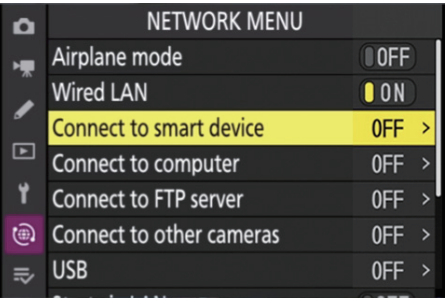 NETWORK MENU
Airplane mode OFF
Wired LAN ON
Connect to smart device OFF >
Connect to computer OFF >
Connect to FTP server OFF >
Connect to other cameras OFF >
USB OFF >